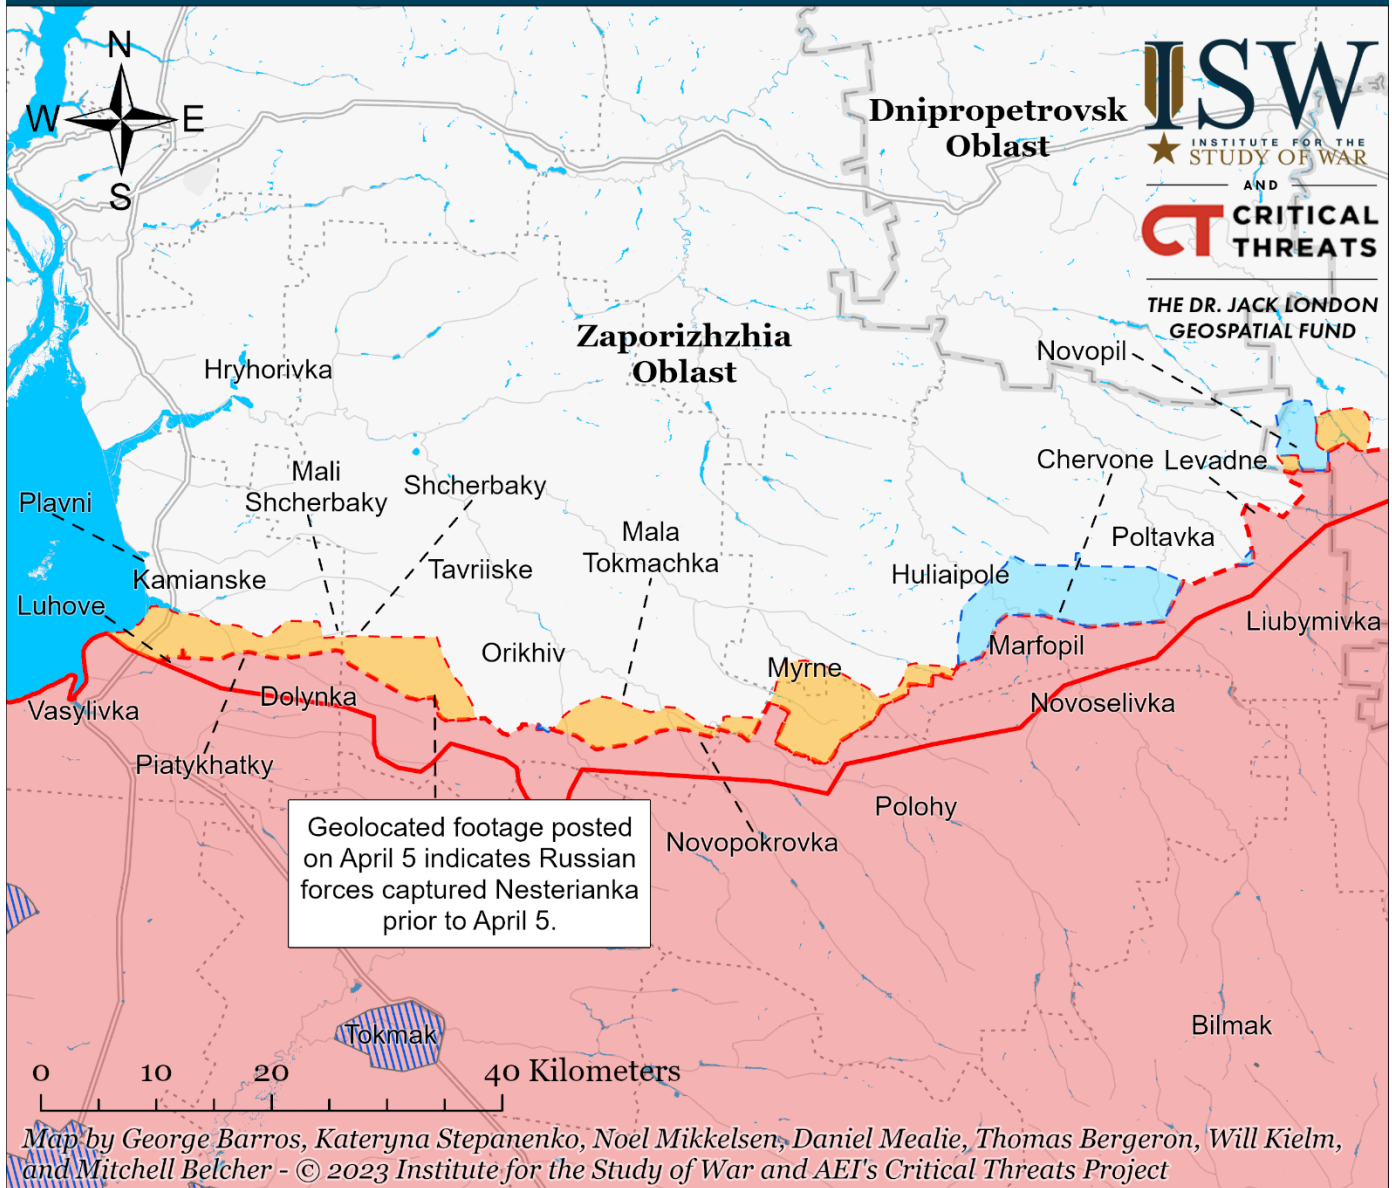 N
W
E
S
Dnipropetrovsk
Oblast
ISW
INSTITUTE FOR THE
STUDY OF WAR
AND
CT CRITICAL
THREATS
THE DR. JACK LONDON
GEOSPATIAL FUND
Zaporizhzhia
Oblast
Novopil
Hryhorivka
Chervone
Levadne
Mali
Shcherbaky
Shcherbaky
Plavni
Mala
Tokmachka
Poltavka
Tavriiske
Huliaipole
Kamianske
Luhove
Liubymivka
Orikhiv
Marfopil
Myrne
Dolynka
Novoselivka
Vasylivka
Piatykhatky
Polohy
Novopokrovka
Geolocated footage posted
on April 5 indicates Russian
forces captured Nesterianka
prior to April 5.
Bilmak
Tokmak
0 10 20 40 Kilometers
Map by George Barros, Kateryna Stepanenko, Noel Mikkelsen, Daniel Mealie, Thomas Bergeron, Will Kielm,
and Mitchell Belcher - © 2023 Institute for the Study of War and AEI's Critical Threats Project